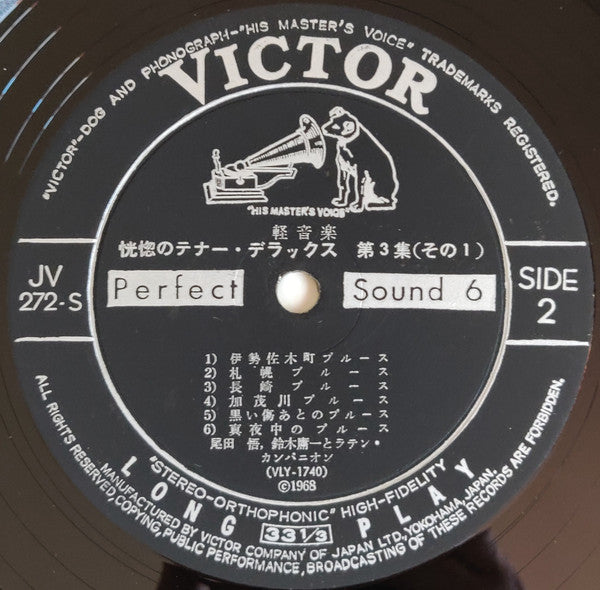 "VICTOR"-DOG AND PHONOGRAPH-"HIS MASTER'S VOICE" TRADEMARKS REGISTERED.
VICTOR
"HIS MASTER'S VOICE"
軽音楽
恍惚のテナー・デラックス 第3集(その1)
JV
272-S
Perfect Sound 6
SIDE
2
1) 伊勢佐木町ブルース
2) 札幌ブルース
3) 長崎ブルース
4) 加茂川ブルース
5) 黒い傷あとのブルース
6) 真夜中のブルース
尾田 悟, 鈴木庸一とラテン・
カンパニオン
(VLY-1740)
©1968
"STEREO-ORTHOPHONIC" HIGH-FIDELITY
LONG 33 1/3 PLAY
MANUFACTURED BY VICTOR COMPANY OF JAPAN LTD. YOKOHAMA, JAPAN.
ALL RIGHTS RESERVED, COPYING, PUBLIC PERFORMANCE, BROADCASTING OF THESE RECORDS ARE FORBIDDEN.